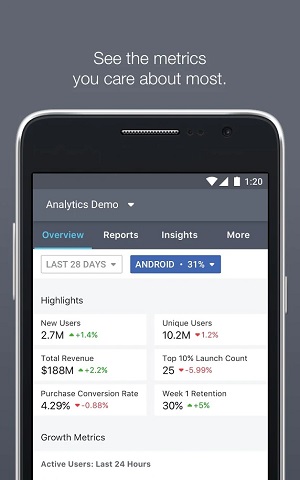 See the metrics
you care about most.
1:20
Analytics Demo
Overview Reports Insights More
LAST 28 DAYS ANDROID • 31%
Highlights
New Users Unique Users
2.7M +1.4% 10.2M 1.2%
Total Revenue Top 10% Launch Count
$188M +2.2% 25 -5.99%
Purchase Conversion Rate Week 1 Retention
4.29% -0.88% 30% +5%
Growth Metrics
Active Users: Last 24 Hours